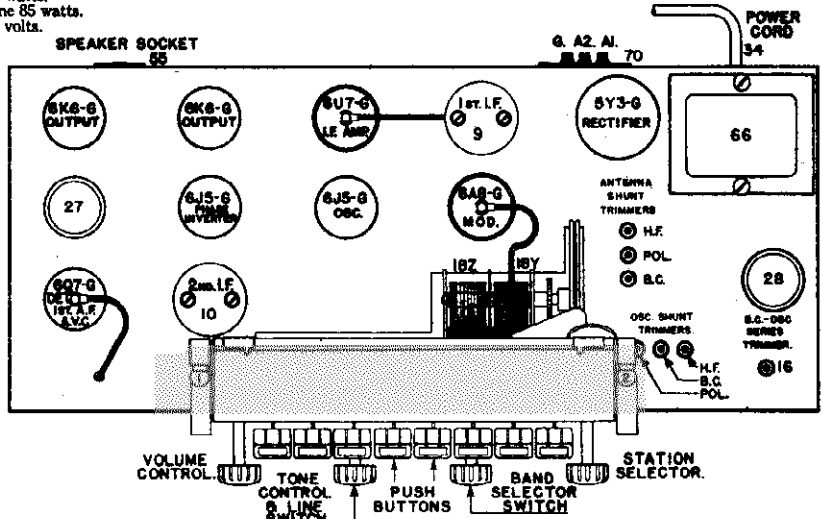 ne 85 watts.
volts.
SPEAKER SOCKET
55
G. A2. A1.
70
POWER
CORD
34
6K6-G
OUTPUT
6K6-G
OUTPUT
6U7-G
I.F. AMP.
1ST. I.F.
9
5Y3-G
RECTIFIER
66
27
6J5-G
PHASE
INVERTER
6J5-G
OSC.
6A8-G
MOD.
ANTENNA
SHUNT
TRIMMERS
H.F.
POL.
B.C.
18Z
18Y
28
6Q7-G
DET.
1ST. A.F.
A.V.C.
2ND. I.F.
10
OSC. SHUNT
TRIMMERS
H.F.
B.C.
POL.
B.C.-OSC
SERIES
TRIMMER.
16
1
2
VOLUME
CONTROL.
TONE
CONTROL
& LINE
SWITCH
PUSH
BUTTONS
BAND
SELECTOR
SWITCH
STATION
SELECTOR.